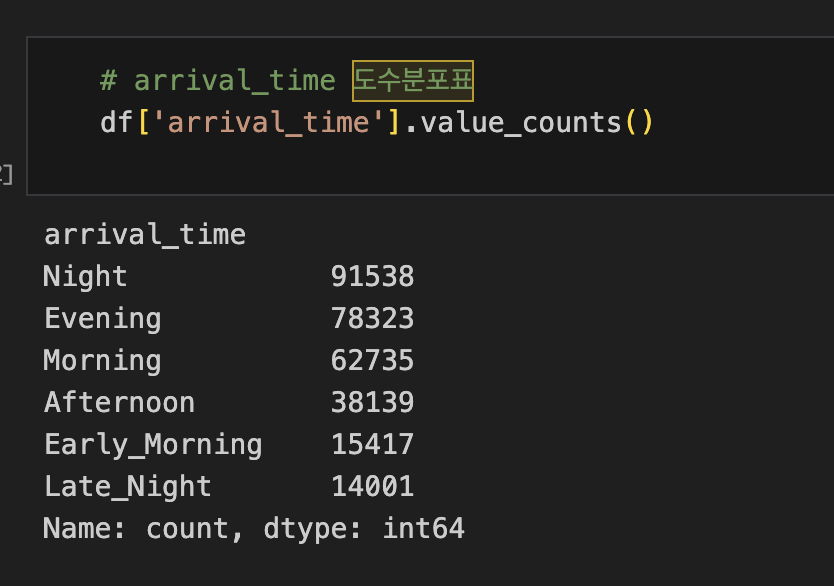 # arrival_time 도수분포표
df['arrival_time'].value_counts()
]
arrival_time
Night 91538
Evening 78323
Morning 62735
Afternoon 38139
Early_Morning 15417
Late_Night 14001
Name: count, dtype: int64